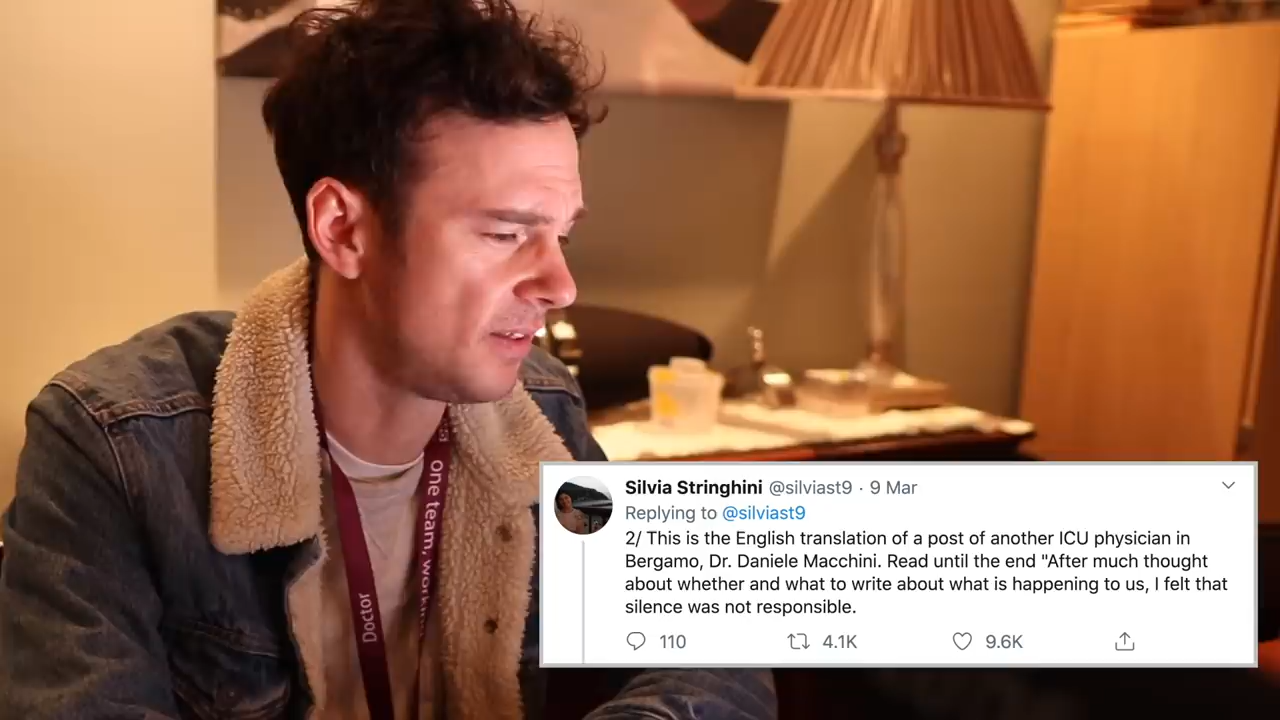 Silvia Stringhini @silviast9 · 9 Mar
Replying to @silviast9
2/ This is the English translation of a post of another ICU physician in
Bergamo, Dr. Daniele Macchini. Read until the end "After much thought
about whether and what to write about what is happening to us, I felt that
silence was not responsible.
110 4.1K 9.6K
Doctor
one team,